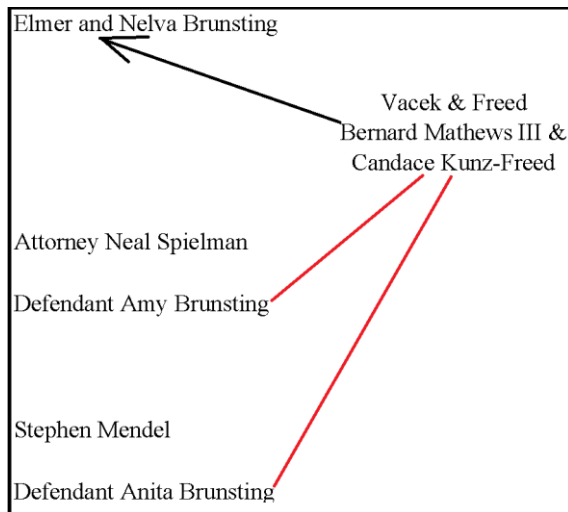 Elmer and Nelva Brunsting
Vacek & Freed
Bernard Mathews III &
Candace Kunz-Freed
Attorney Neal Spielman
Defendant Amy Brunsting
Stephen Mendel
Defendant Anita Brunsting